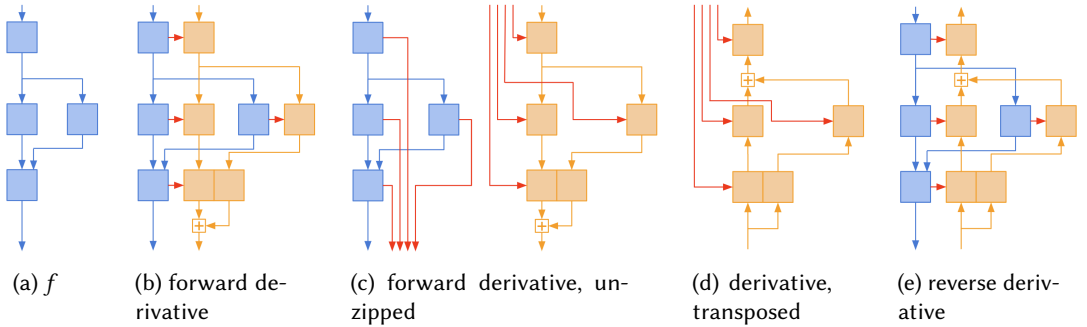 +
+
+
+
(a) f
(b) forward de-
rivative
(c) forward derivative, un-
zipped
(d) derivative,
transposed
(e) reverse deriv-
ative